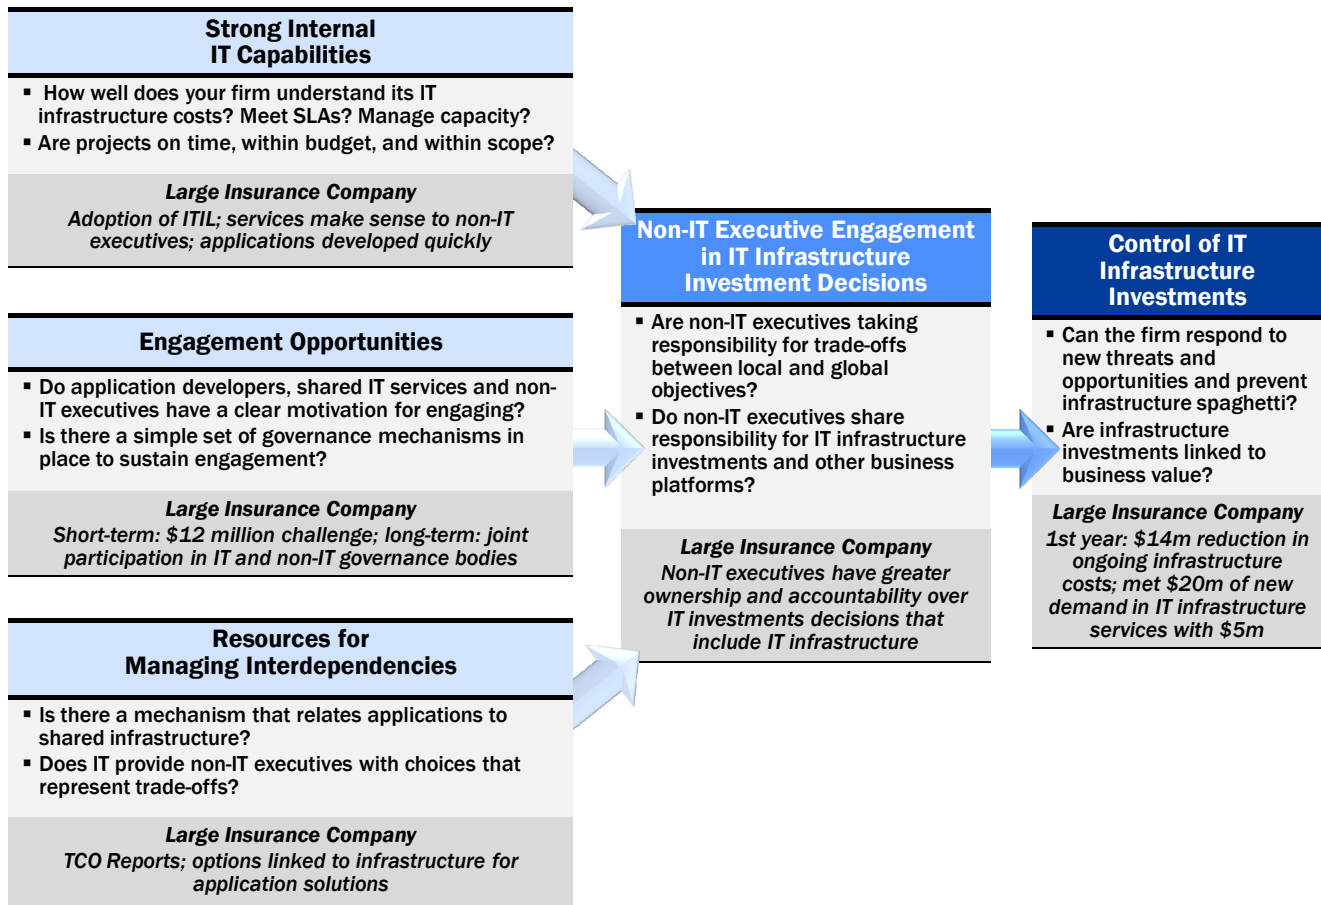 Strong Internal
IT Capabilities
▪ How well does your firm understand its IT
infrastructure costs? Meet SLAs? Manage capacity?
▪ Are projects on time, within budget, and within scope?
Large Insurance Company
Adoption of ITIL; services make sense to non-IT
executives; applications developed quickly
Engagement Opportunities
▪ Do application developers, shared IT services and non-
IT executives have a clear motivation for engaging?
▪ Is there a simple set of governance mechanisms in
place to sustain engagement?
Large Insurance Company
Short-term: $12 million challenge; long-term: joint
participation in IT and non-IT governance bodies
Resources for
Managing Interdependencies
▪ Is there a mechanism that relates applications to
shared infrastructure?
▪ Does IT provide non-IT executives with choices that
represent trade-offs?
Large Insurance Company
TCO Reports; options linked to infrastructure for
application solutions
Non-IT Executive Engagement
in IT Infrastructure
Investment Decisions
▪ Are non-IT executives taking
responsibility for trade-offs
between local and global
objectives?
▪ Do non-IT executives share
responsibility for IT infrastructure
investments and other business
platforms?
Large Insurance Company
Non-IT executives have greater
ownership and accountability over
IT investments decisions that
include IT infrastructure
Control of IT
Infrastructure
Investments
▪ Can the firm respond to
new threats and
opportunities and prevent
infrastructure spaghetti?
▪ Are infrastructure
investments linked to
business value?
Large Insurance Company
1st year: $14m reduction in
ongoing infrastructure
costs; met $20m of new
demand in IT infrastructure
services with $5m